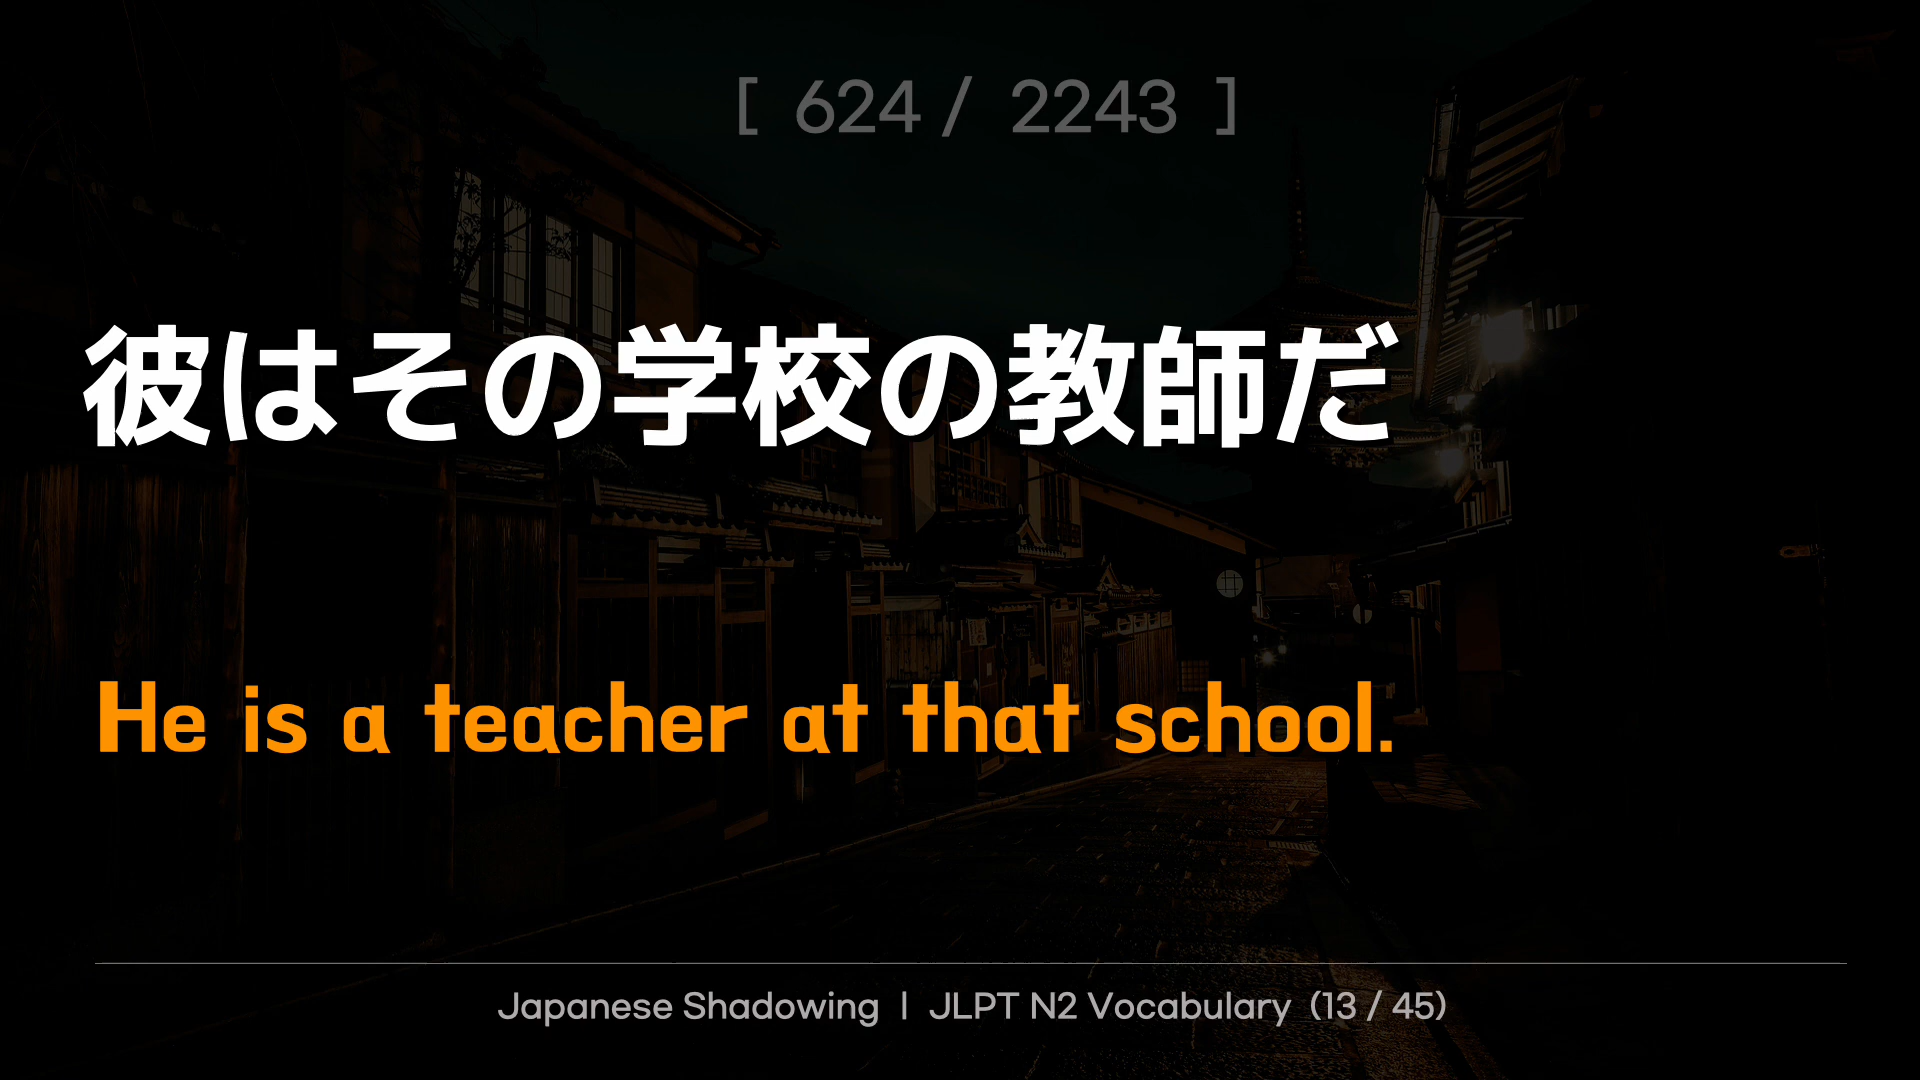 [ 624 / 2243 ]
彼はその学校の教師だ
He is a teacher at that school.
Japanese Shadowing | JLPT N2 Vocabulary (13 / 45)